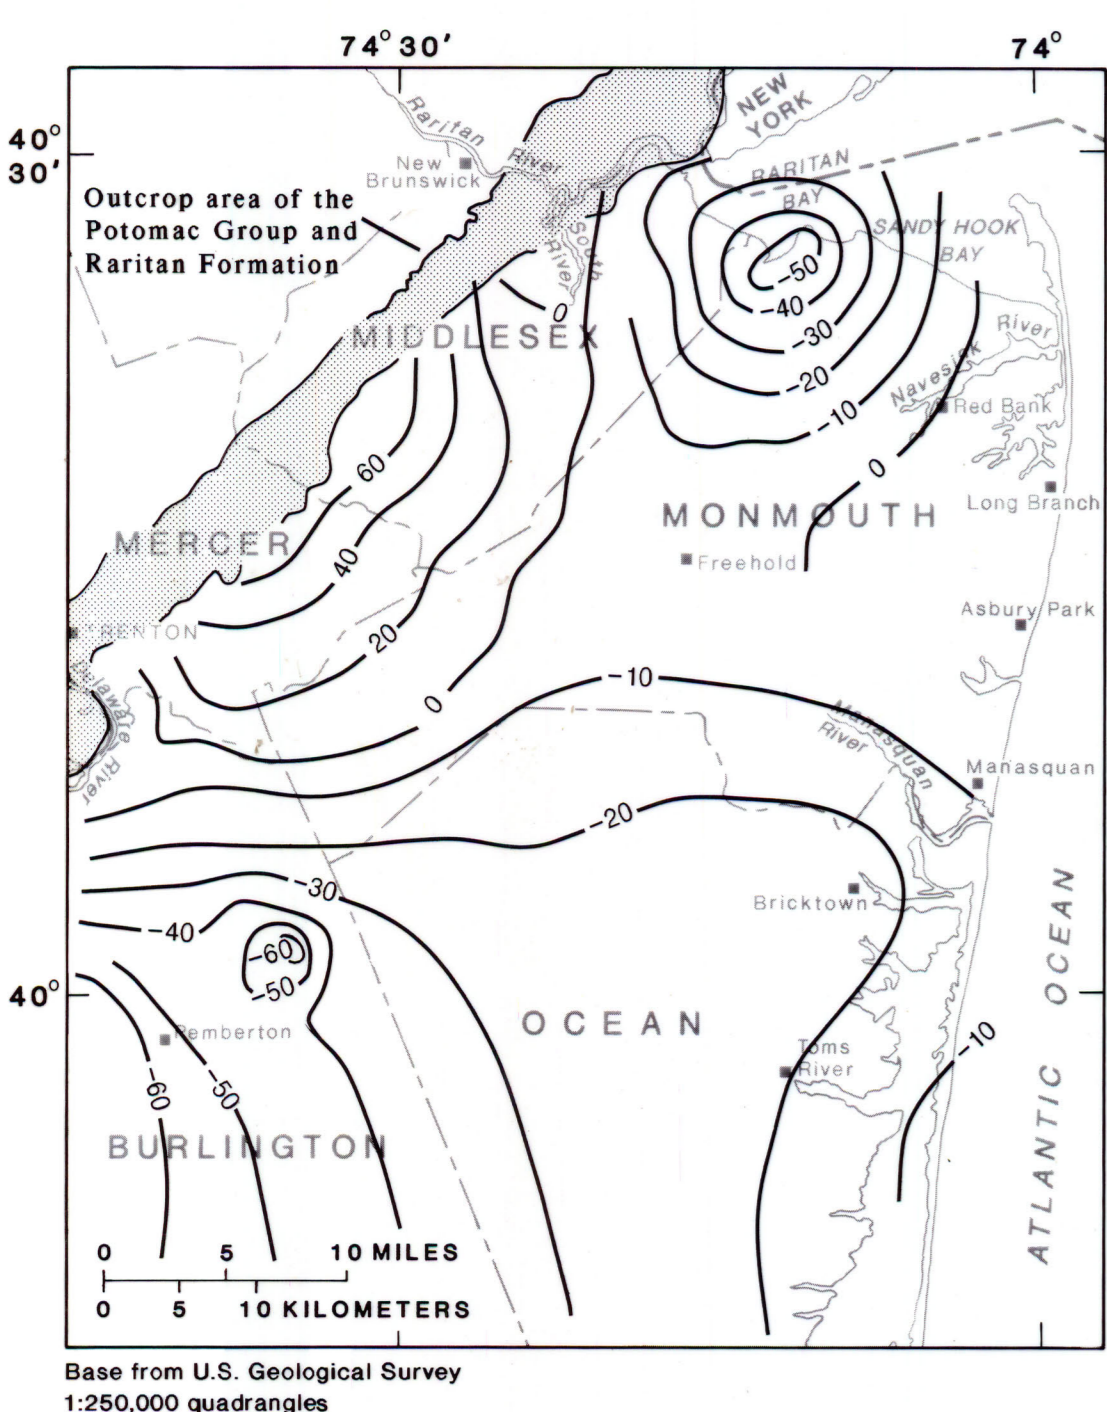 74° 30′
74°
40°
30′
NEW
YORK
Raritan
River
New
Brunswick
RARITAN
BAY
Outcrop area of the
Potomac Group and
Raritan Formation
South
River
SANDY HOOK
BAY
-50
-40
-30
-20
-10
0
0
MIDDLESEX
Navesink
River
Red Bank
60
Long Branch
MONMOUTH
MERCER
40
Freehold
Asbury Park
TRENTON
20
0
-10
Delaware
River
Manasquan
River
Manasquan
-20
-30
Bricktown
-40
-60
-50
40°
Pemberton
OCEAN
-10
Toms
River
-60
-50
ATLANTIC OCEAN
BURLINGTON
0 5 10 MILES
0 5 10 KILOMETERS
Base from U.S. Geological Survey
1:250,000 quadrangles